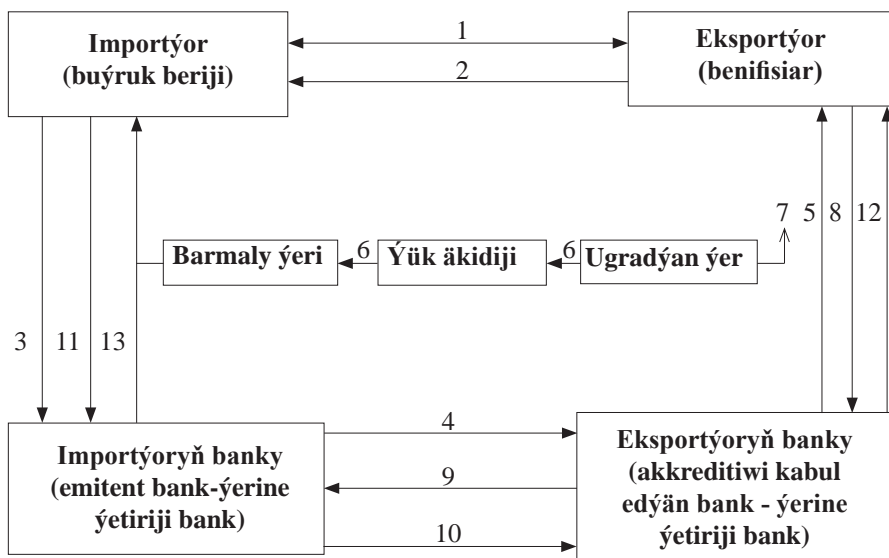 Importýor
(buýruk beriji)
1
2
Eksportýor
(benifisiar)
7 5 8 12
Barmaly ýeri
6
Ýük äkidiji
6
Ugradýan ýer
3 11 13
Importýoryň banky
(emitent bank-ýerine
ýetiriji bank)
4
9
10
Eksportýoryň banky
(akkreditiwi kabul
edýän bank - ýerine
ýetiriji bank)